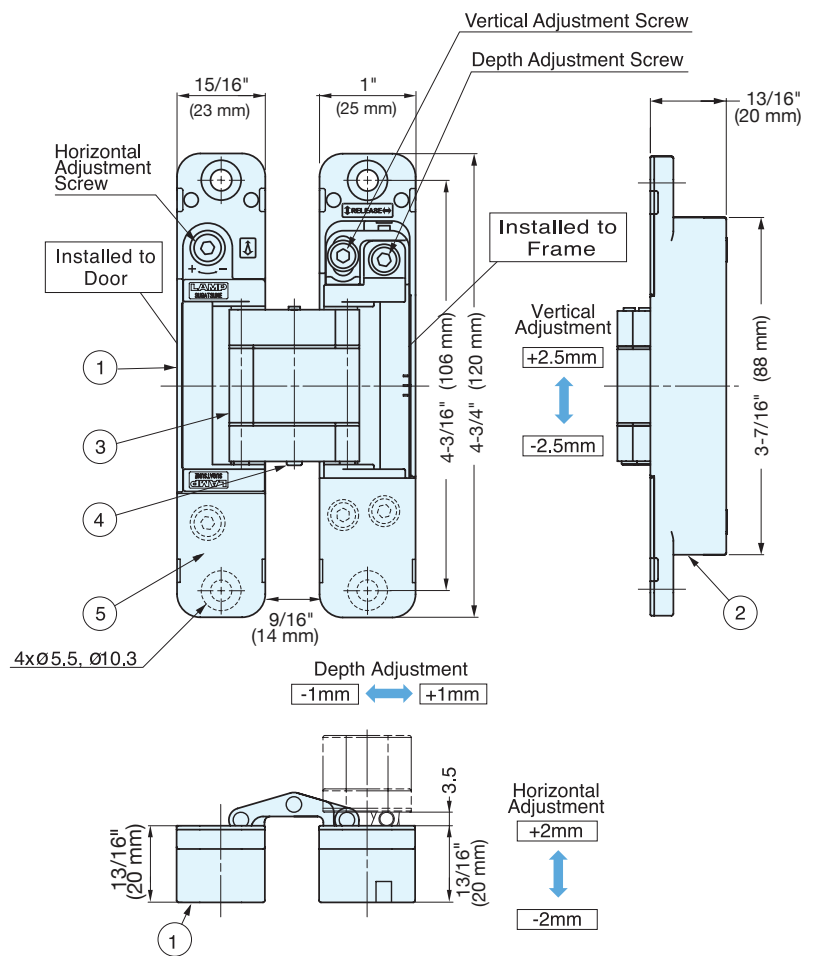 Vertical Adjustment Screw
Depth Adjustment Screw
15/16"
(23 mm)
1"
(25 mm)
13/16"
(20 mm)
Horizontal
Adjustment
Screw
RELEASE
Installed to
Door
Installed to
Frame
+ −
LAMP
SUGATSUNE
1
3
4
5
4-3/16" (106 mm)
4-3/4" (120 mm)
Vertical
Adjustment
+2.5mm
-2.5mm
3-7/16" (88 mm)
2
LAMP
SUGATSUNE
9/16"
(14 mm)
4xØ5.5, Ø10.3
Depth Adjustment
-1mm
+1mm
3.5
13/16"
(20 mm)
13/16"
(20 mm)
1
Horizontal
Adjustment
+2mm
-2mm